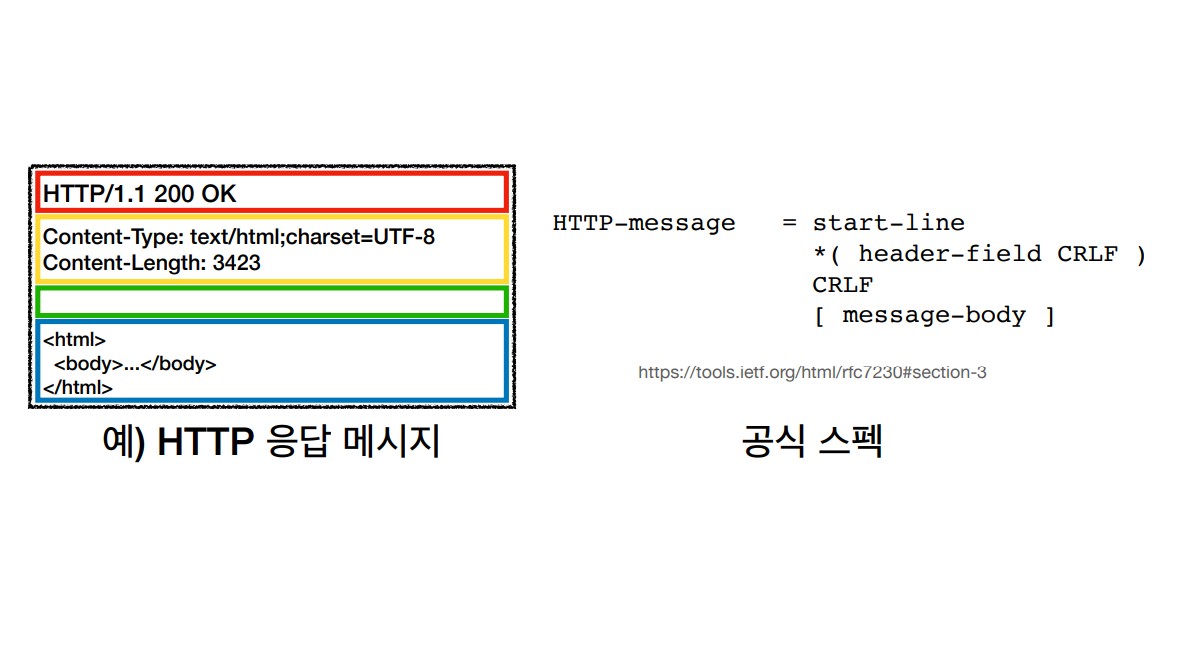 HTTP/1.1 200 OK
Content-Type: text/html;charset=UTF-8
Content-Length: 3423
<html>
<body>...</body>
</html>
예) HTTP 응답 메시지
HTTP-message = start-line
*( header-field CRLF )
CRLF
[ message-body ]
https://tools.ietf.org/html/rfc7230#section-3
공식 스펙